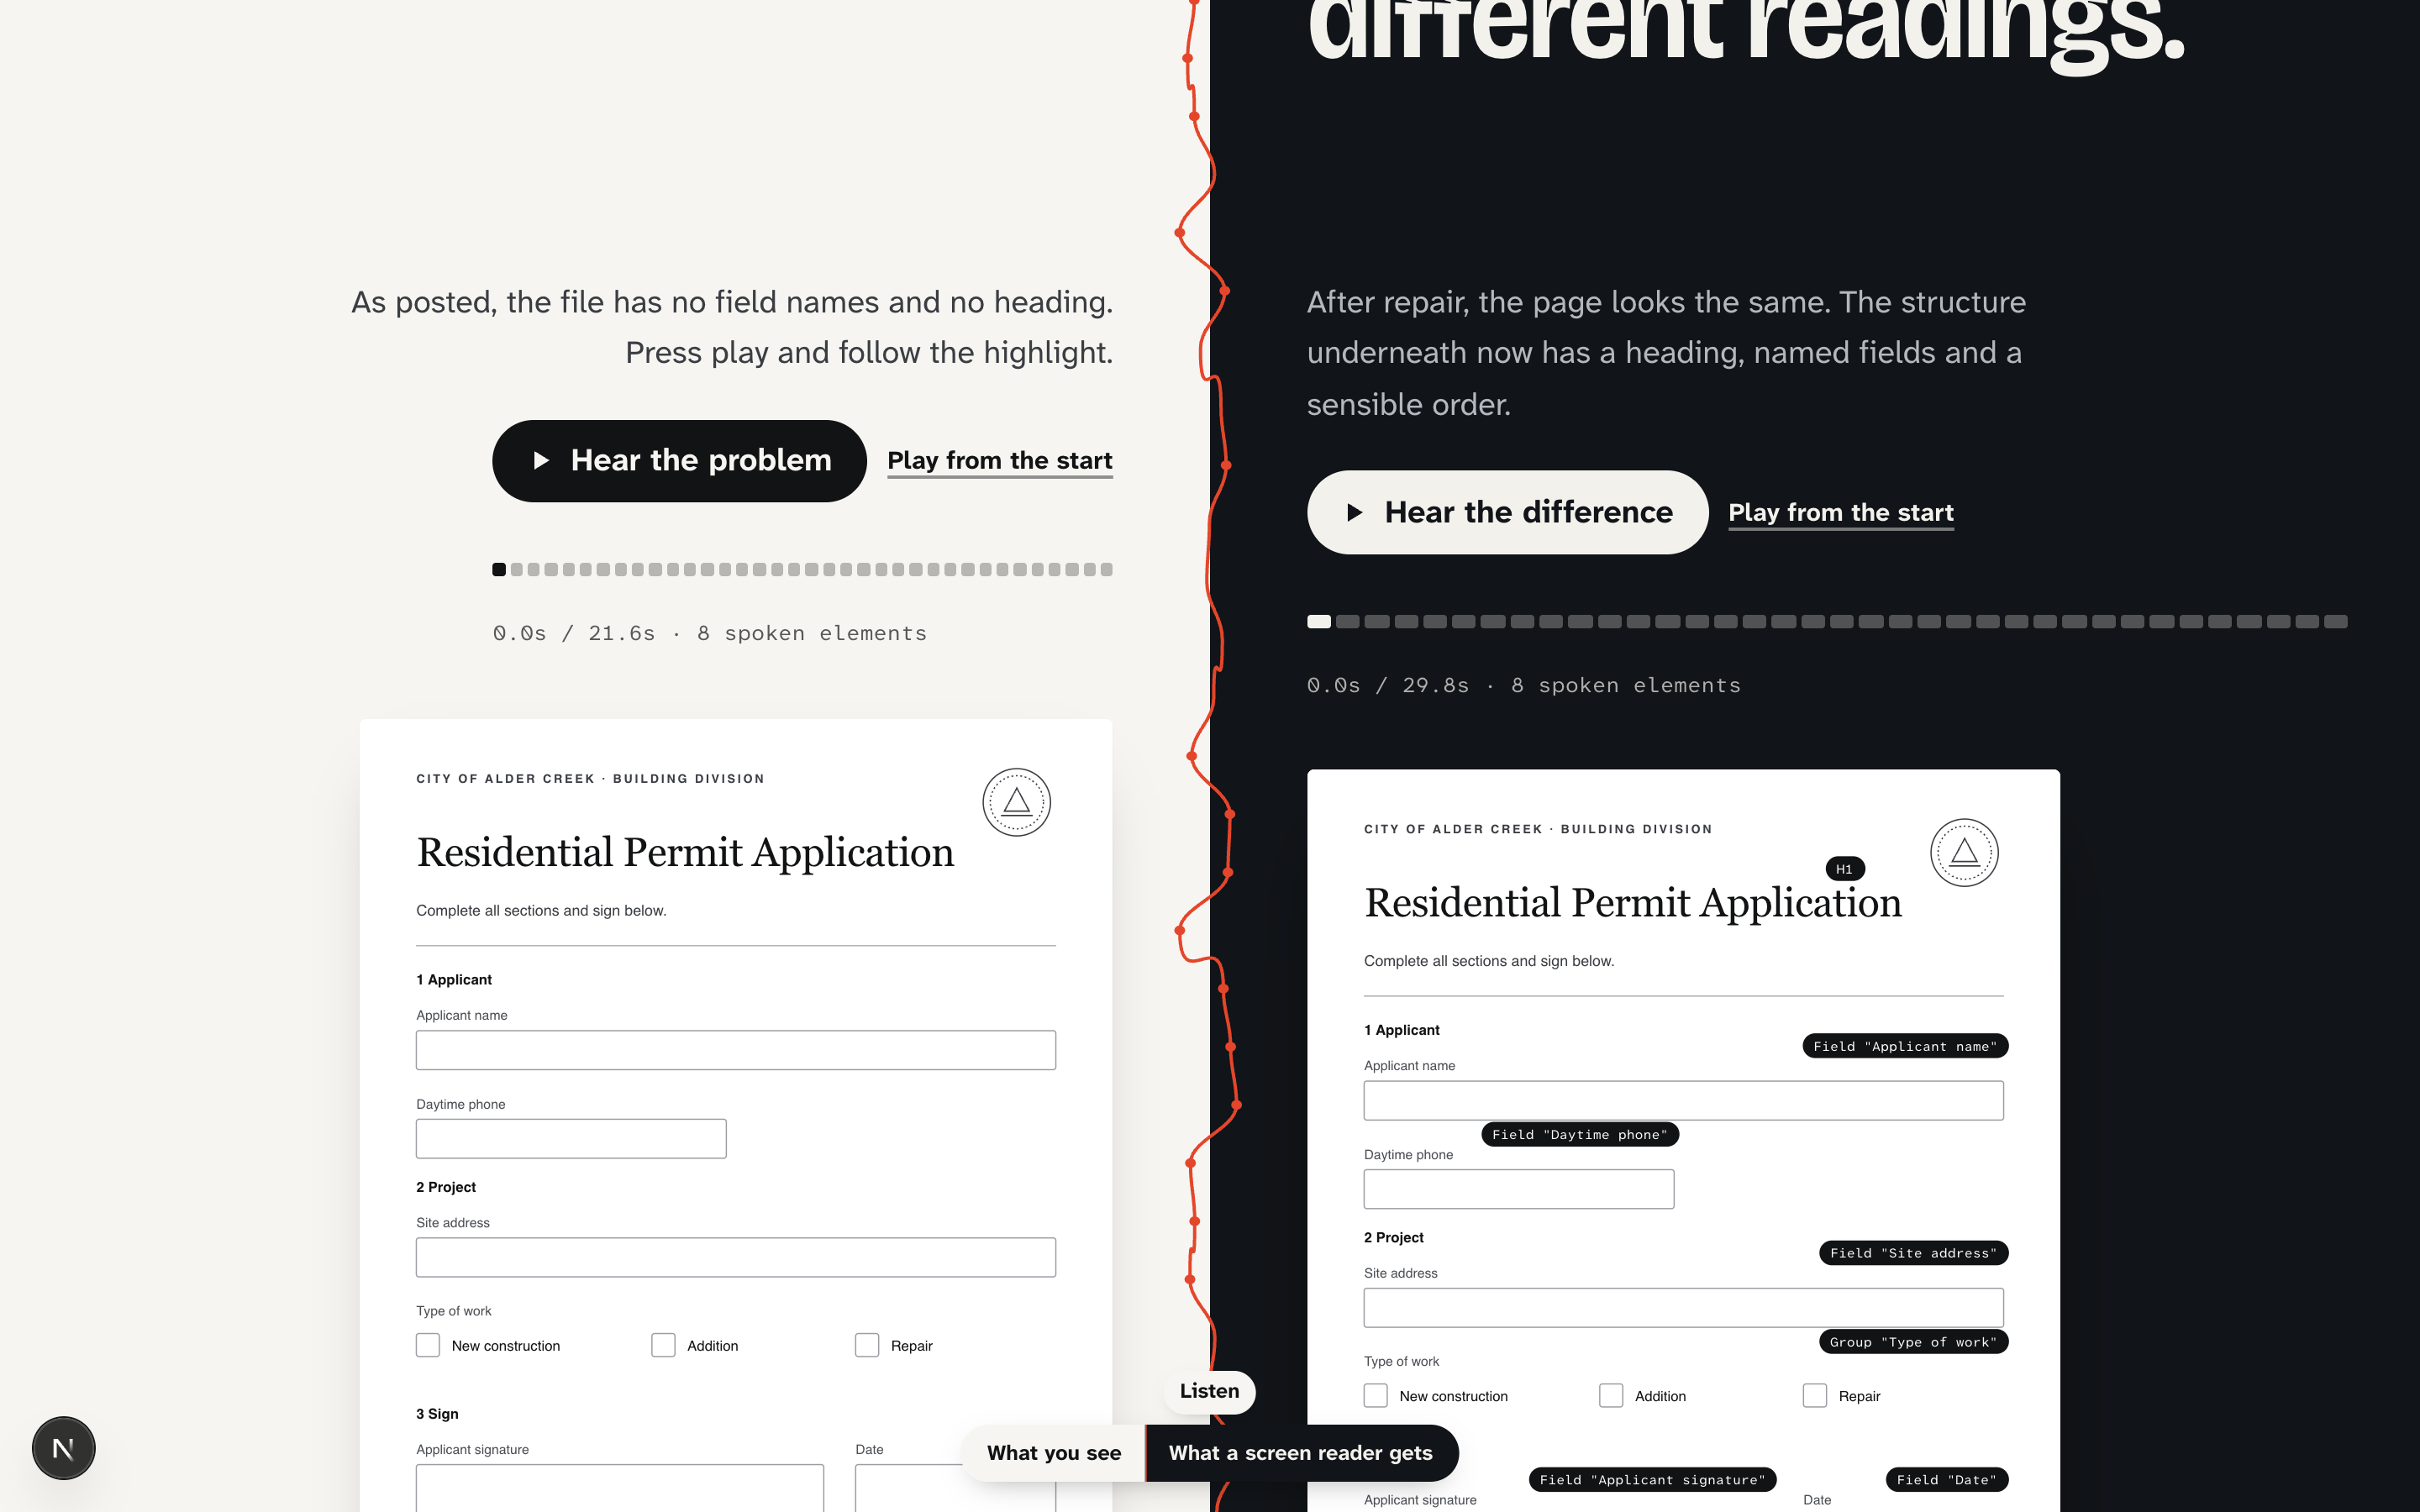 different readings.
As posted, the file has no field names and no heading.
Press play and follow the highlight.
Hear the problem
Play from the start
0.0s / 21.6s · 8 spoken elements
CITY OF ALDER CREEK · BUILDING DIVISION
Residential Permit Application
Complete all sections and sign below.
1 Applicant
Applicant name
Daytime phone
2 Project
Site address
Type of work
New construction
Addition
Repair
3 Sign
Applicant signature
Date
After repair, the page looks the same. The structure
underneath now has a heading, named fields and a
sensible order.
Hear the difference
Play from the start
0.0s / 29.8s · 8 spoken elements
CITY OF ALDER CREEK · BUILDING DIVISION
H1
Residential Permit Application
Complete all sections and sign below.
1 Applicant
Field "Applicant name"
Applicant name
Field "Daytime phone"
Daytime phone
2 Project
Field "Site address"
Site address
Group "Type of work"
Type of work
New construction
Addition
Repair
Field "Applicant signature"
Field "Date"
Applicant signature
Date
Listen
What you see
What a screen reader gets
N